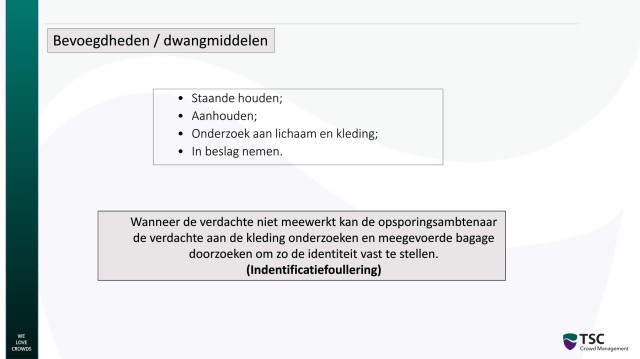 Bevoegdheden / dwangmiddelen
• Staande houden;
• Aanhouden;
• Onderzoek aan lichaam en kleding;
• In beslag nemen.
Wanneer de verdachte niet meewerkt kan de opsporingsambtenaar
de verdachte aan de kleding onderzoeken en meegevoerde bagage
doorzoeken om zo de identiteit vast te stellen.
(Indentificatiefoullering)
WE
LOVE
CROWDS
TSC
Crowd Management